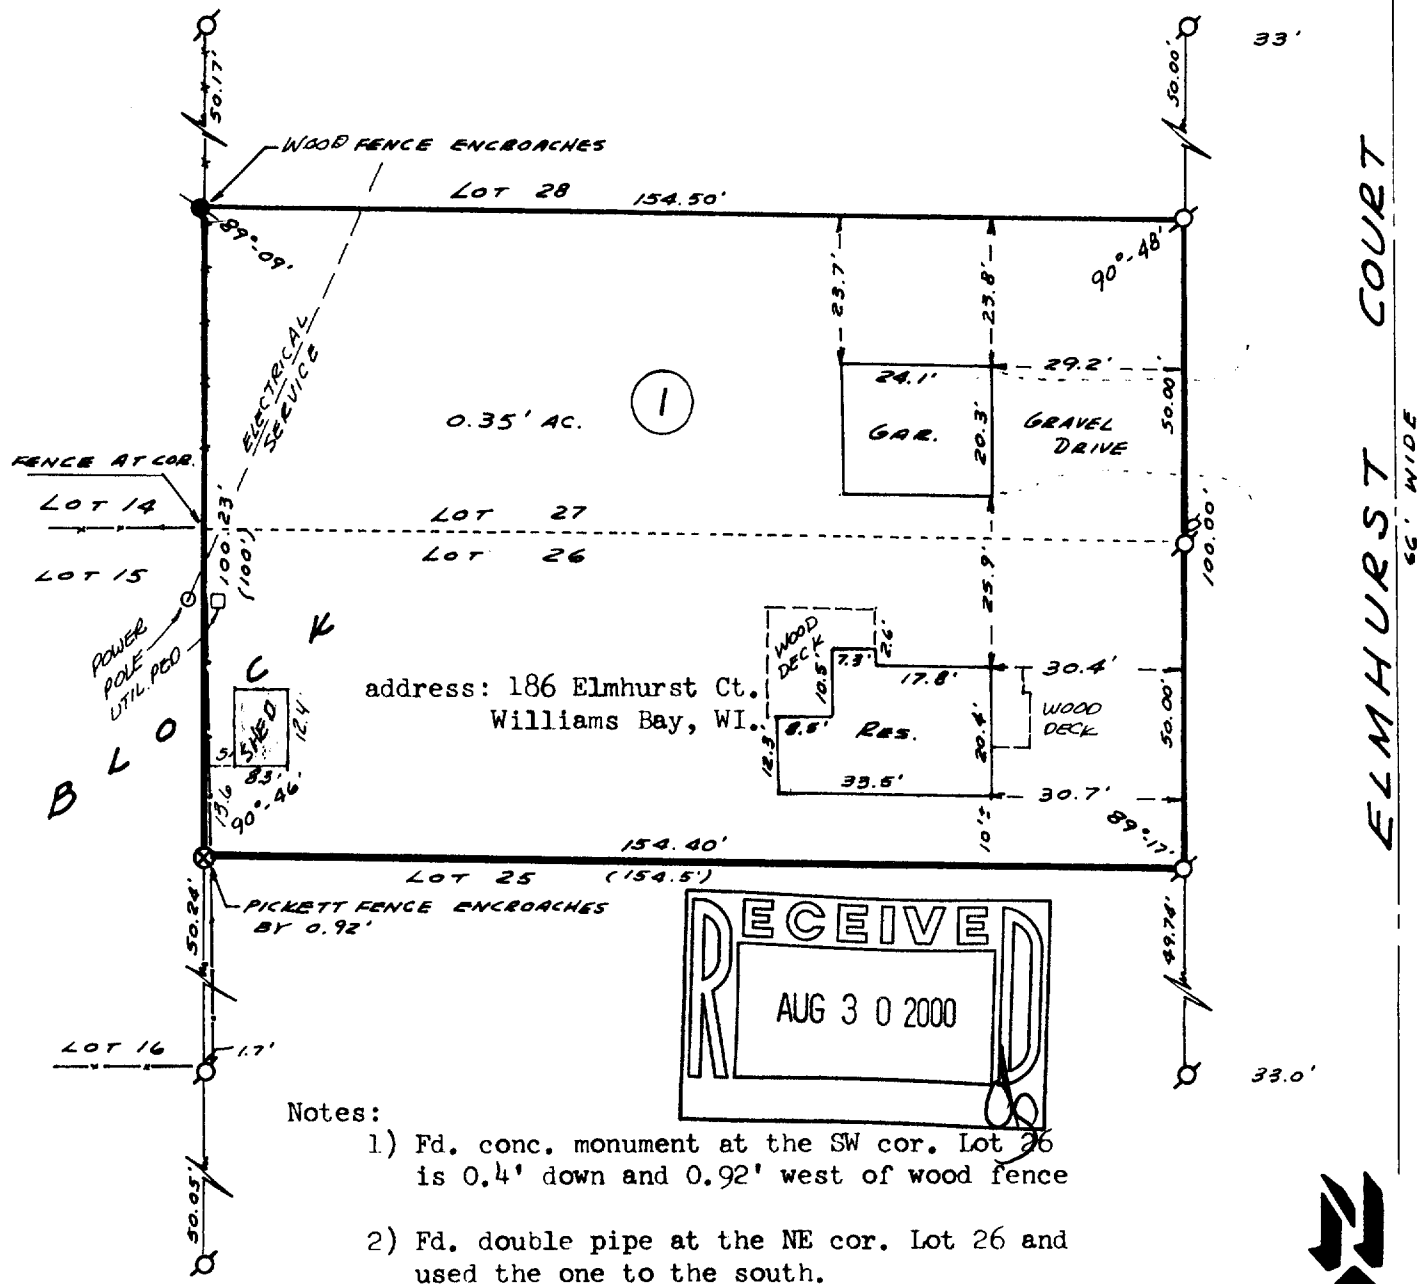 50.17'
50.00'
33'
WOOD FENCE ENCROACHES
LOT 28
154.50'
89°-09'
90°-48'
23.7'
23.8'
ELECTRICAL
SERVICE
1
0.35' AC.
24.1'
29.2'
GAR.
20.3'
GRAVEL
DRIVE
50.00'
ELMHURST COURT
66' WIDE
FENCE AT COR.
LOT 14
LOT 27
LOT 26
LOT 15
100.23'
(100')
100.00'
25.9'
POWER
POLE
UTIL. PED
BLOCK
WOOD
DECK
2.6'
7.3'
10.5'
17.8'
30.4'
address: 186 Elmhurst Ct.
Williams Bay, WI.
SHED
12.4'
5'
8.3'
13.6
90°-46'
8.5'
12.3'
RES.
20.4'
WOOD
DECK
50.00'
33.5'
30.7'
10'±
89°-17'
154.40'
LOT 25
(154.5')
PICKETT FENCE ENCROACHES
BY 0.92'
50.24'
49.74'
RECEIVED
AUG 30 2000
LOT 16
1.7'
33.0'
Notes:
1) Fd. conc. monument at the SW cor. Lot 26
is 0.4' down and 0.92' west of wood fence
50.05'
2) Fd. double pipe at the NE cor. Lot 26 and
used the one to the south.